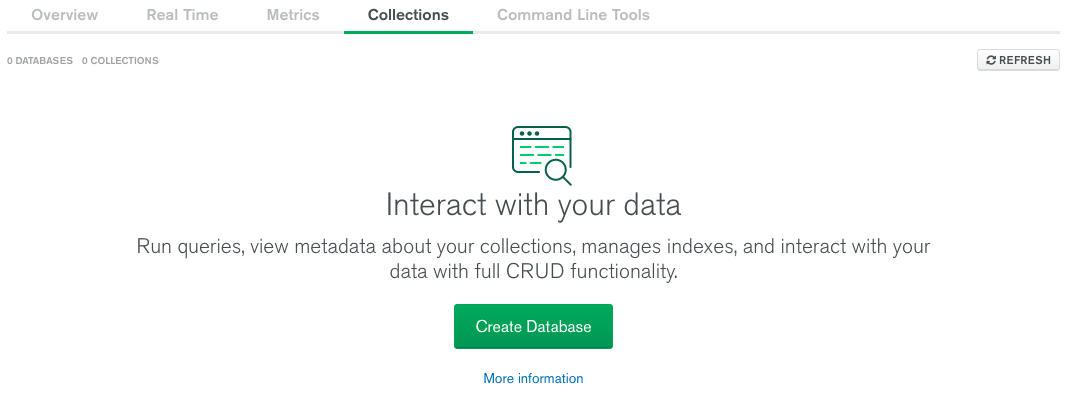 Overview Real Time Metrics Collections Command Line Tools
0 DATABASES 0 COLLECTIONS REFRESH
Interact with your data
Run queries, view metadata about your collections, manages indexes, and interact with your
data with full CRUD functionality.
Create Database
More information